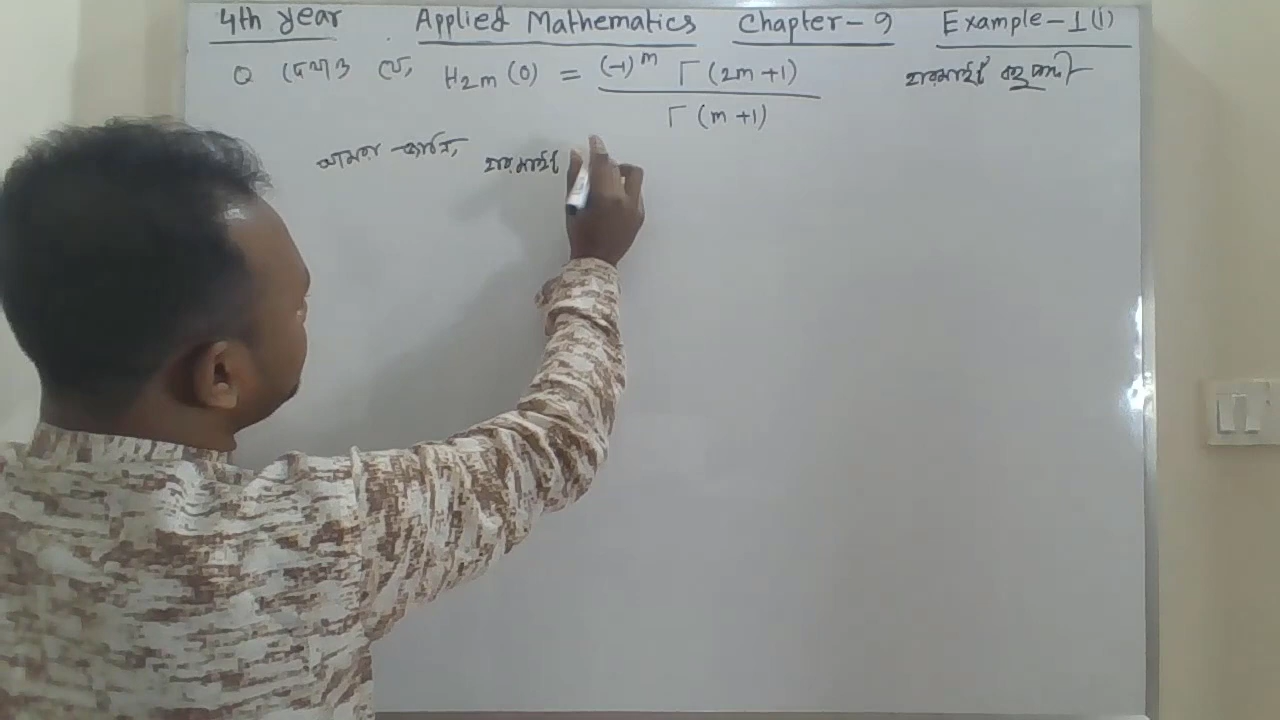 4th year Applied Mathematics Chapter-9 Example-1(i)
Q দেখাও যে, H2m(0) = (-1)^m Γ(2m+1) / Γ(m+1) হারমাইট বহুপদী
আমরা জানি, হারমাইট